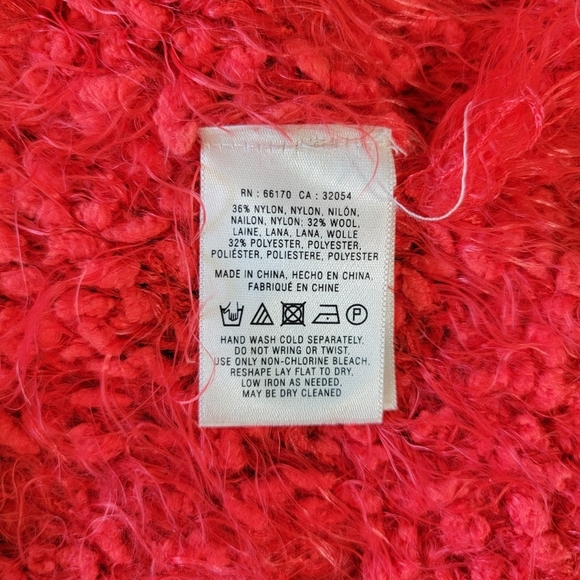 RN : 66170 CA : 32054
36% NYLON, NYLON, NILÓN,
NAILON, NYLON; 32% WOOL,
LAINE, LANA, LANA, WOLLE
32% POLYESTER, POLYESTER,
POLIÉSTER, POLIESTERE, POLYESTER
MADE IN CHINA, HECHO EN CHINA,
FABRIQUÉ EN CHINE
P
HAND WASH COLD SEPARATELY.
DO NOT WRING OR TWIST.
USE ONLY NON-CHLORINE BLEACH.
RESHAPE LAY FLAT TO DRY.
LOW IRON AS NEEDED.
MAY BE DRY CLEANED